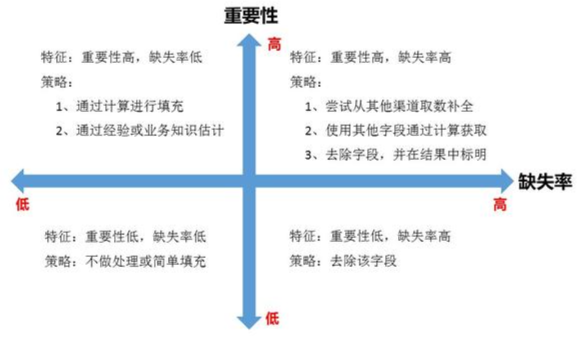 重要性
高
特征：重要性高，缺失率低
策略：
1、通过计算进行填充
2、通过经验或业务知识估计
特征：重要性高，缺失率高
策略：
1、尝试从其他渠道取数补全
2、使用其他字段通过计算获取
3、去除字段，并在结果中标明
缺失率
低
高
特征：重要性低，缺失率低
策略：不做处理或简单填充
特征：重要性低，缺失率高
策略：去除该字段
低